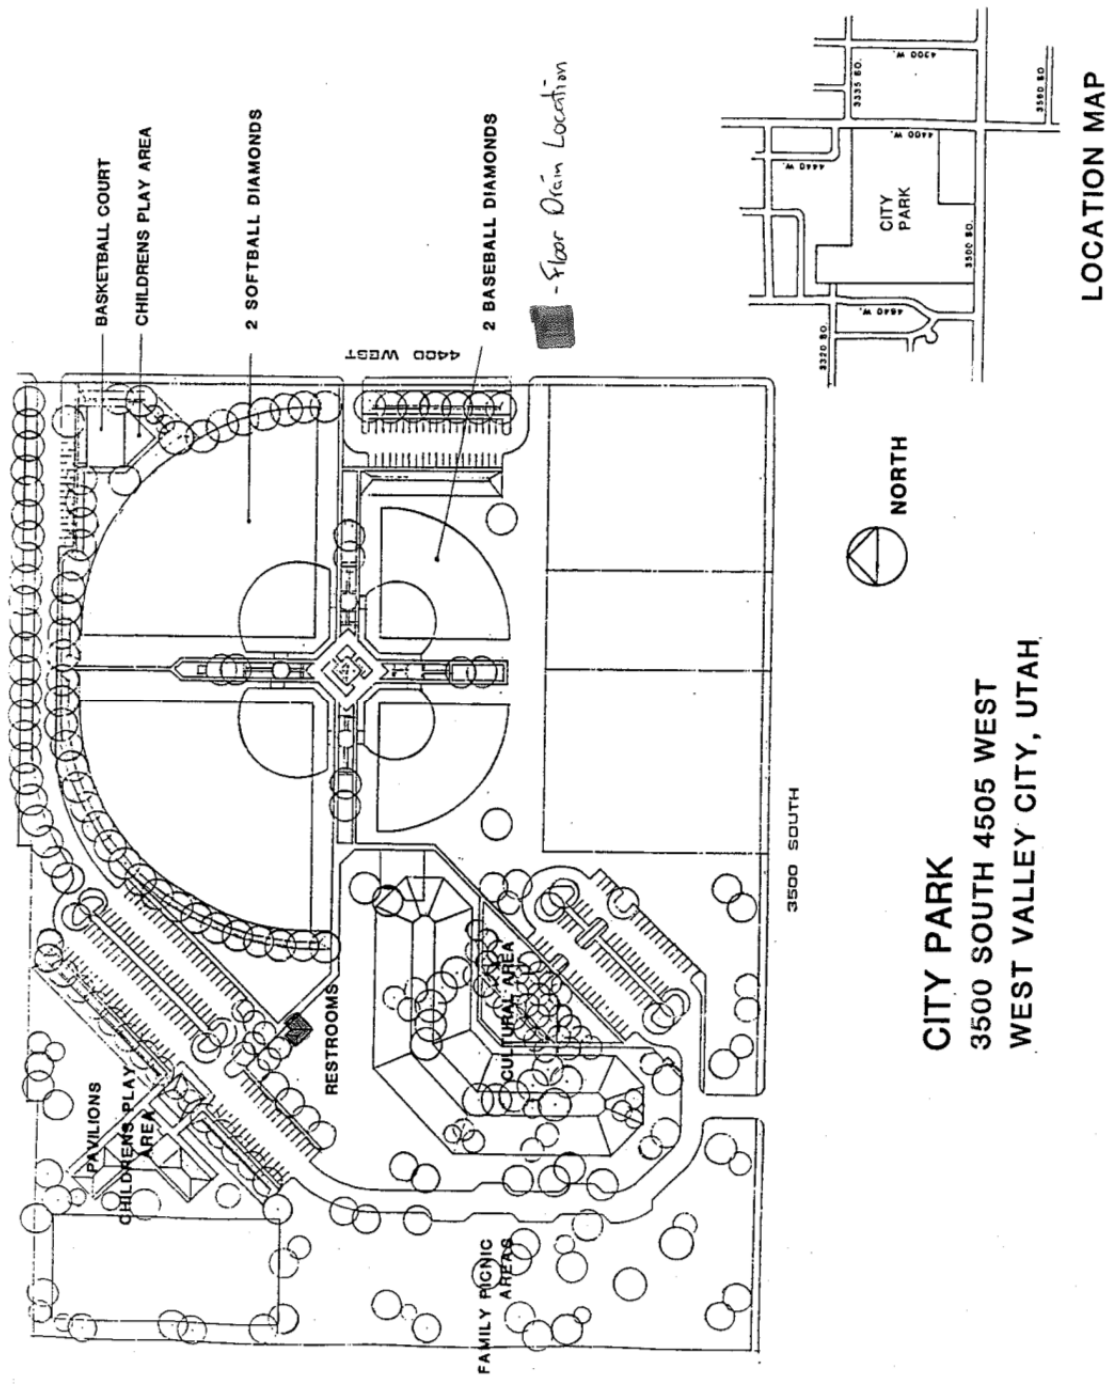 BASKETBALL COURT
CHILDRENS PLAY AREA
2 SOFTBALL DIAMONDS
2 BASEBALL DIAMONDS
- Floor Drain Location
4400 WEST
3500 SOUTH
RESTROOMS
CULTURAL AREA
PAVILIONS
CHILDRENS PLAY
AREA
FAMILY PICNIC
AREAS
NORTH
CITY PARK
3500 SOUTH 4505 WEST
WEST VALLEY CITY, UTAH
4300 W.
3335 SO.
3560 SO.
4400 W.
4440 W.
CITY
PARK
3500 SO.
4640 W.
3320 SO.
LOCATION MAP